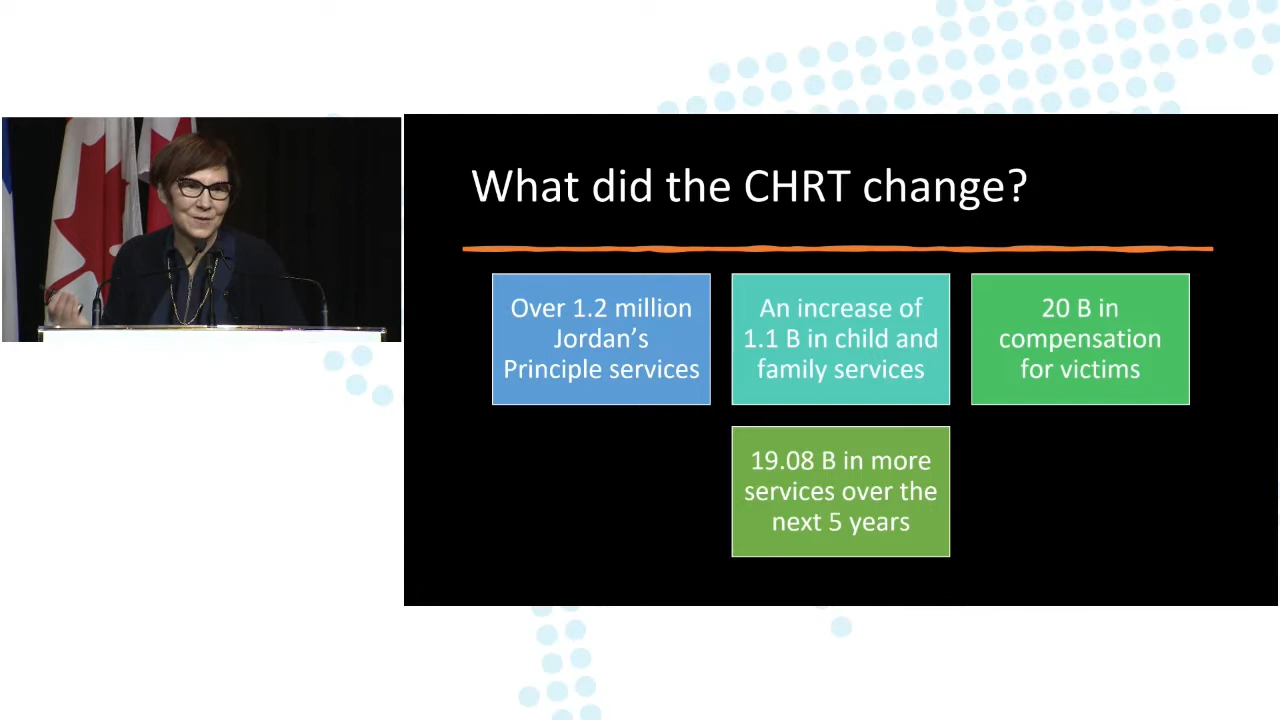 What did the CHRT change?
Over 1.2 million
Jordan’s
Principle services
An increase of
1.1 B in child and
family services
20 B in
compensation
for victims
19.08 B in more
services over the
next 5 years